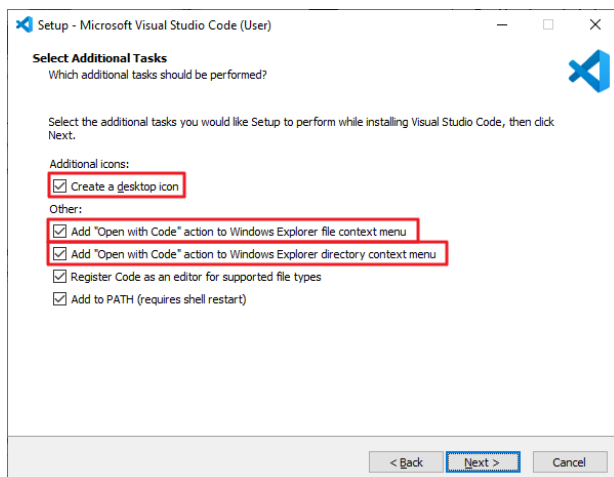 Setup - Microsoft Visual Studio Code (User)
Select Additional Tasks
Which additional tasks should be performed?
Select the additional tasks you would like Setup to perform while installing Visual Studio Code, then click
Next.
Additional icons:
Create a desktop icon
Other:
Add "Open with Code" action to Windows Explorer file context menu
Add "Open with Code" action to Windows Explorer directory context menu
Register Code as an editor for supported file types
Add to PATH (requires shell restart)
< Back Next > Cancel